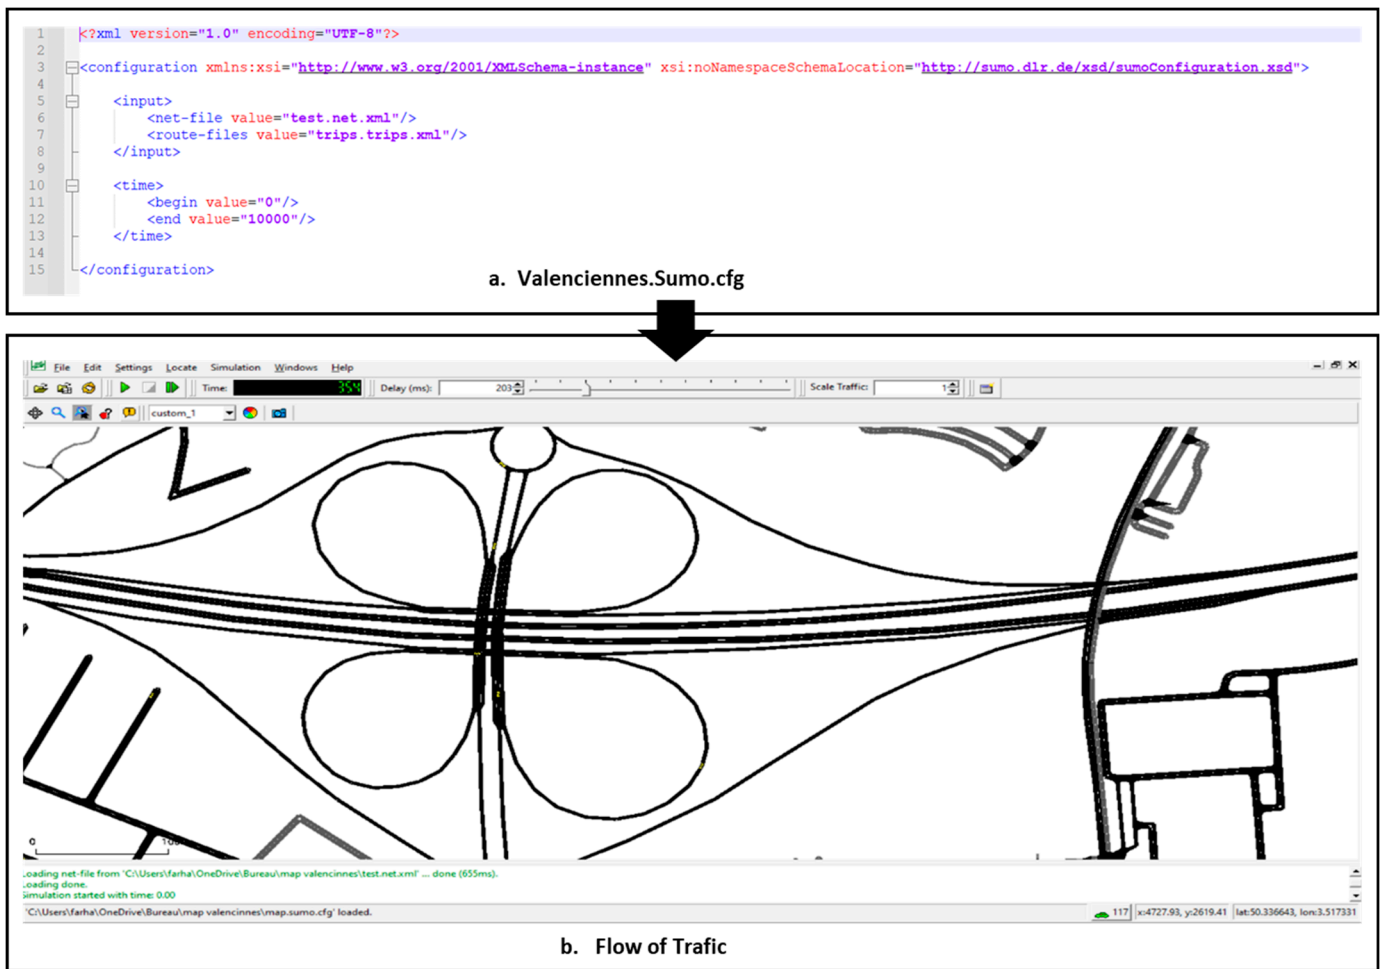 1 <?xml version="1.0" encoding="UTF-8"?>
2
3 <configuration xmlns:xsi="http://www.w3.org/2001/XMLSchema-instance" xsi:noNamespaceSchemaLocation="http://sumo.dlr.de/xsd/sumoConfiguration.xsd">
4
5 <input>
6 <net-file value="test.net.xml"/>
7 <route-files value="trips.trips.xml"/>
8 </input>
9
10 <time>
11 <begin value="0"/>
12 <end value="10000"/>
13 </time>
14
15 </configuration>
a. Valenciennes.Sumo.cfg
File Edit Settings Locate Simulation Windows Help
Time: 354 Delay (ms): 203 Scale Traffic: 1
custom_1
0
Loading net-file from 'C:\Users\farha\OneDrive\Bureau\map valencinnes\test.net.xml' ... done (655ms).
Loading done.
Simulation started with time: 0.00
'C:\Users\farha\OneDrive\Bureau\map valencinnes\map.sumo.cfg' loaded. 117 x:4727.93, y:2619.41 lat:50.336643, lon:3.517331
b. Flow of Trafic